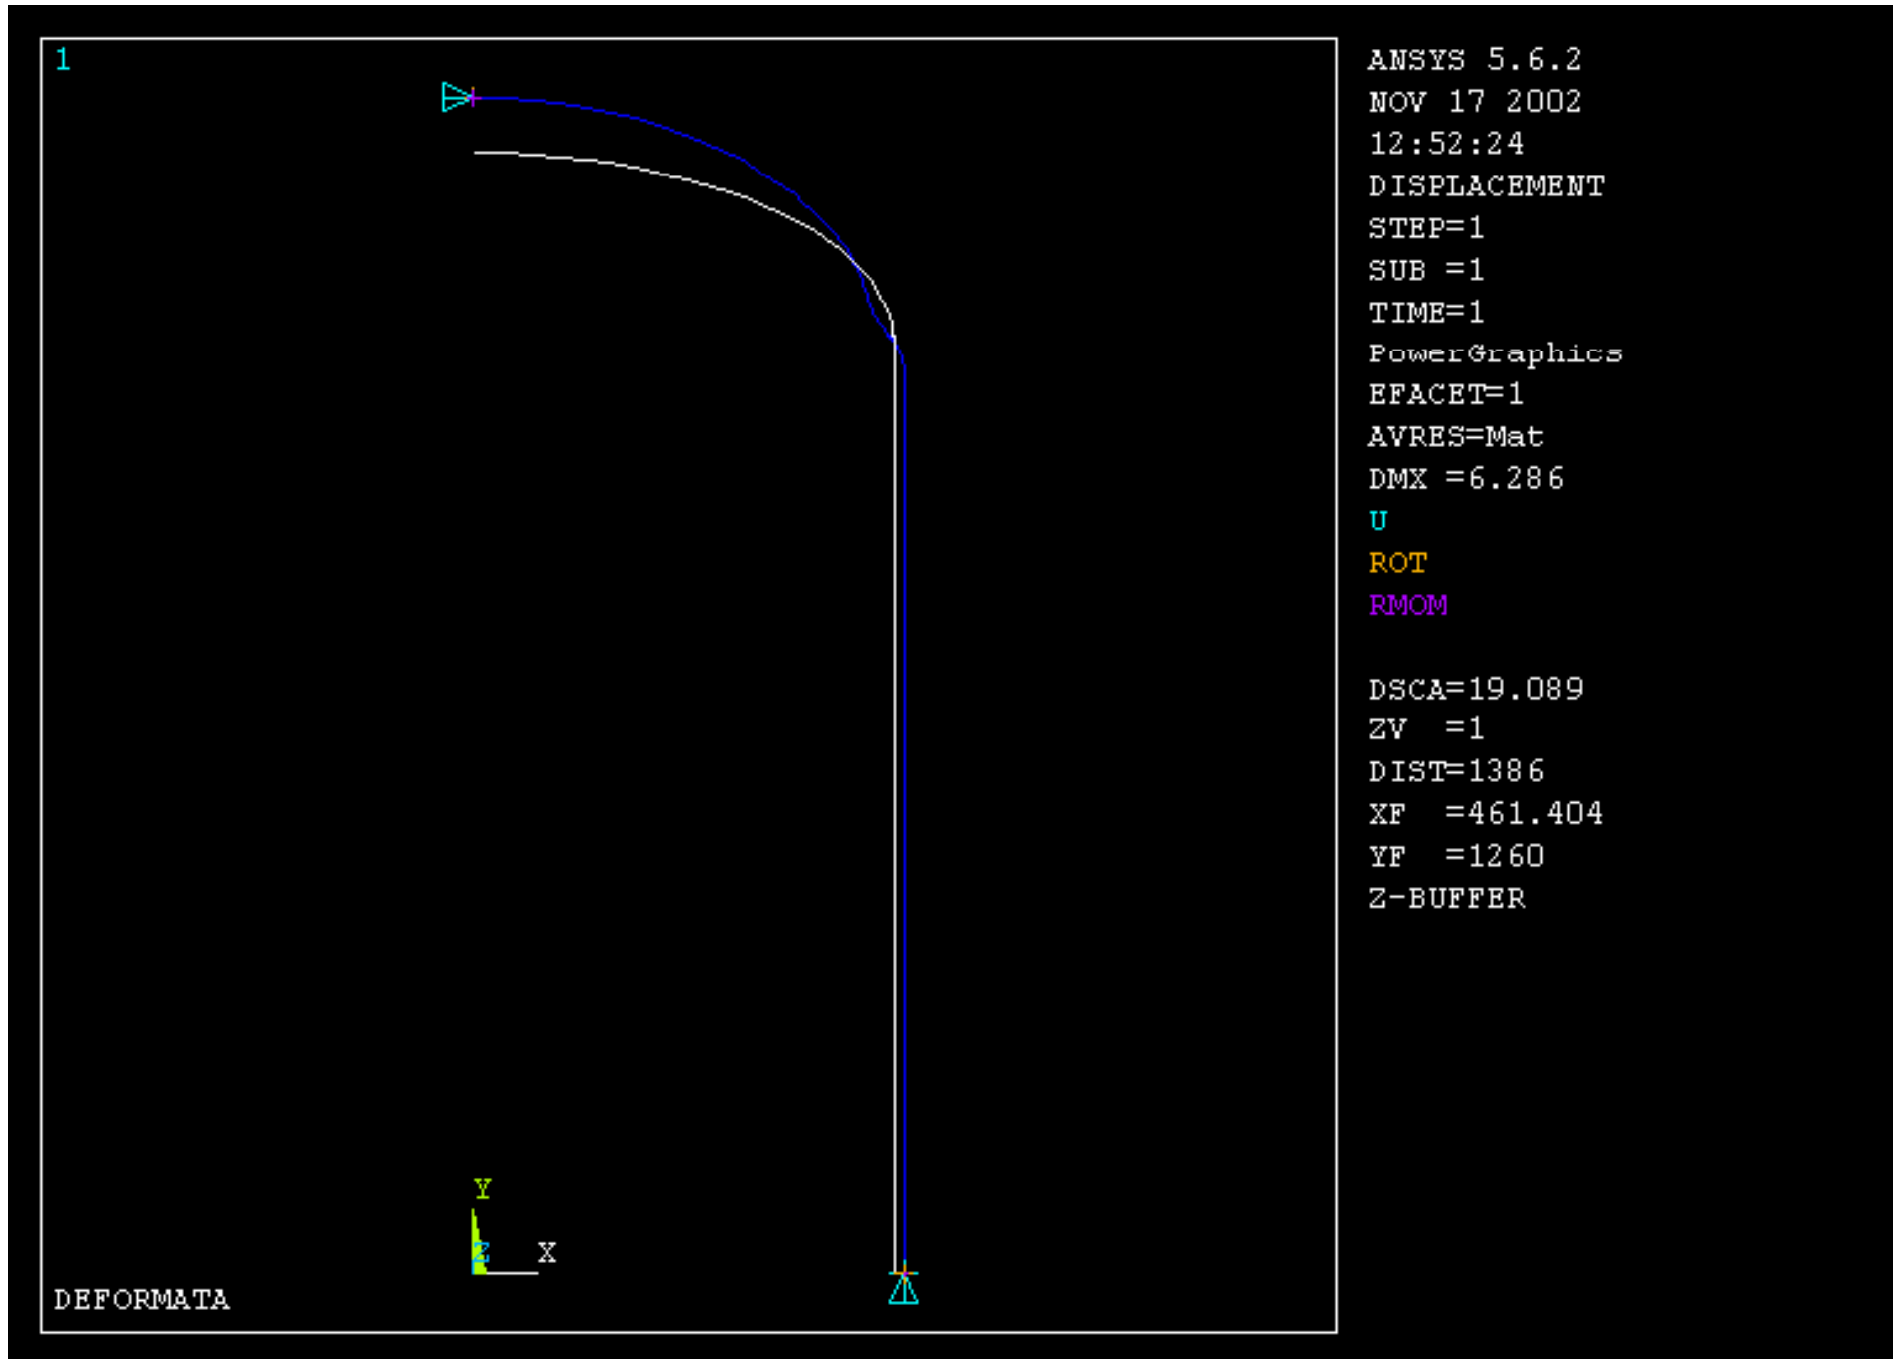 1
ANSYS 5.6.2
NOV 17 2002
12:52:24
DISPLACEMENT
STEP=1
SUB =1
TIME=1
PowerGraphics
EFACET=1
AVRES=Mat
DMX =6.286
U
ROT
RMOM
DSCA=19.089
ZV =1
DIST=1386
XF =461.404
YF =1260
Z-BUFFER
Y
Z X
DEFORMATA